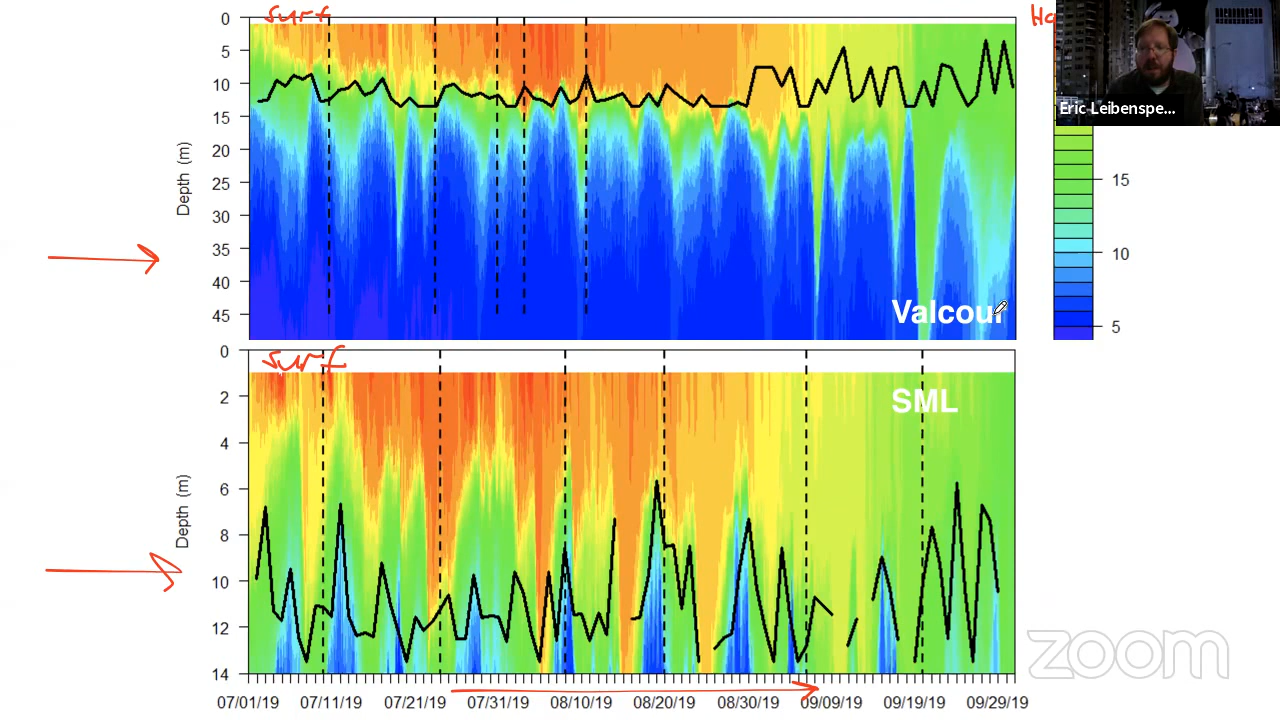 surf
Ha
Eric Leibenspe...
0
5
10
15
20
25
30
35
40
45
Depth (m)
Valcour
15
10
5
surf
0
2
4
6
8
10
12
14
Depth (m)
SML
zoom
07/01/19 07/11/19 07/21/19 07/31/19 08/10/19 08/20/19 08/30/19 09/09/19 09/19/19 09/29/19